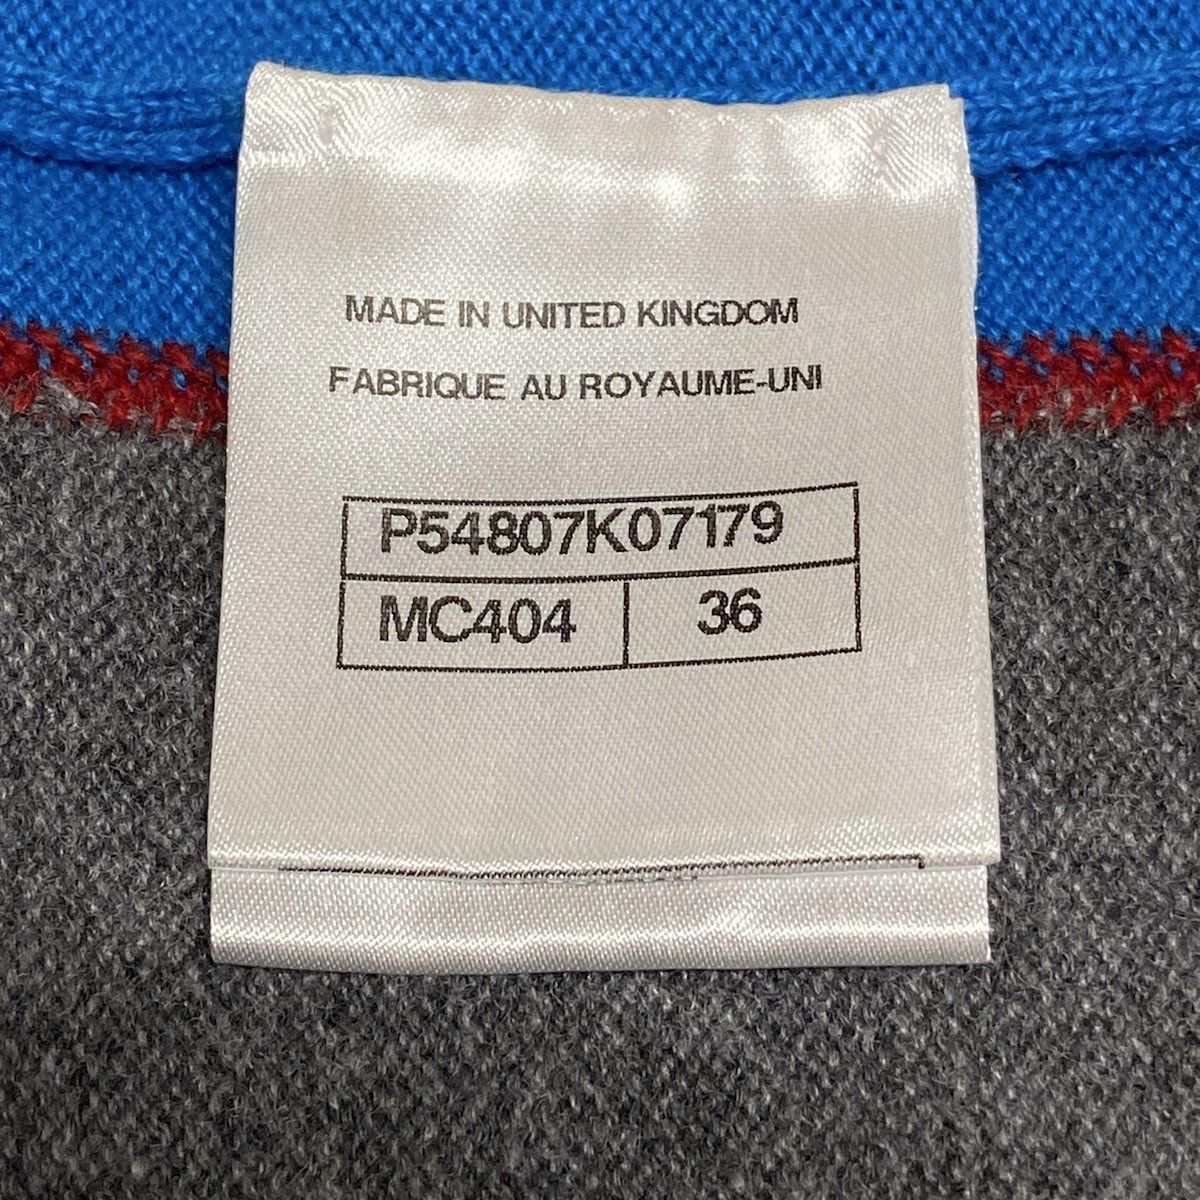 MADE IN UNITED KINGDOM
FABRIQUE AU ROYAUME-UNI
P54807K07179
MC404 36